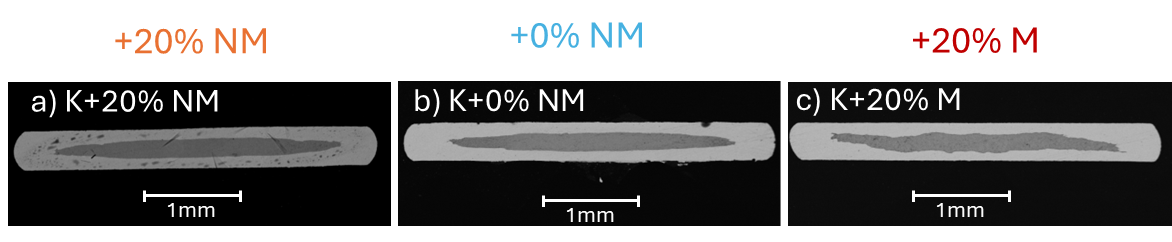 +20% NM
+0% NM
+20% M
a) K+20% NM
b) K+0% NM
c) K+20% M
1mm
1mm
1mm